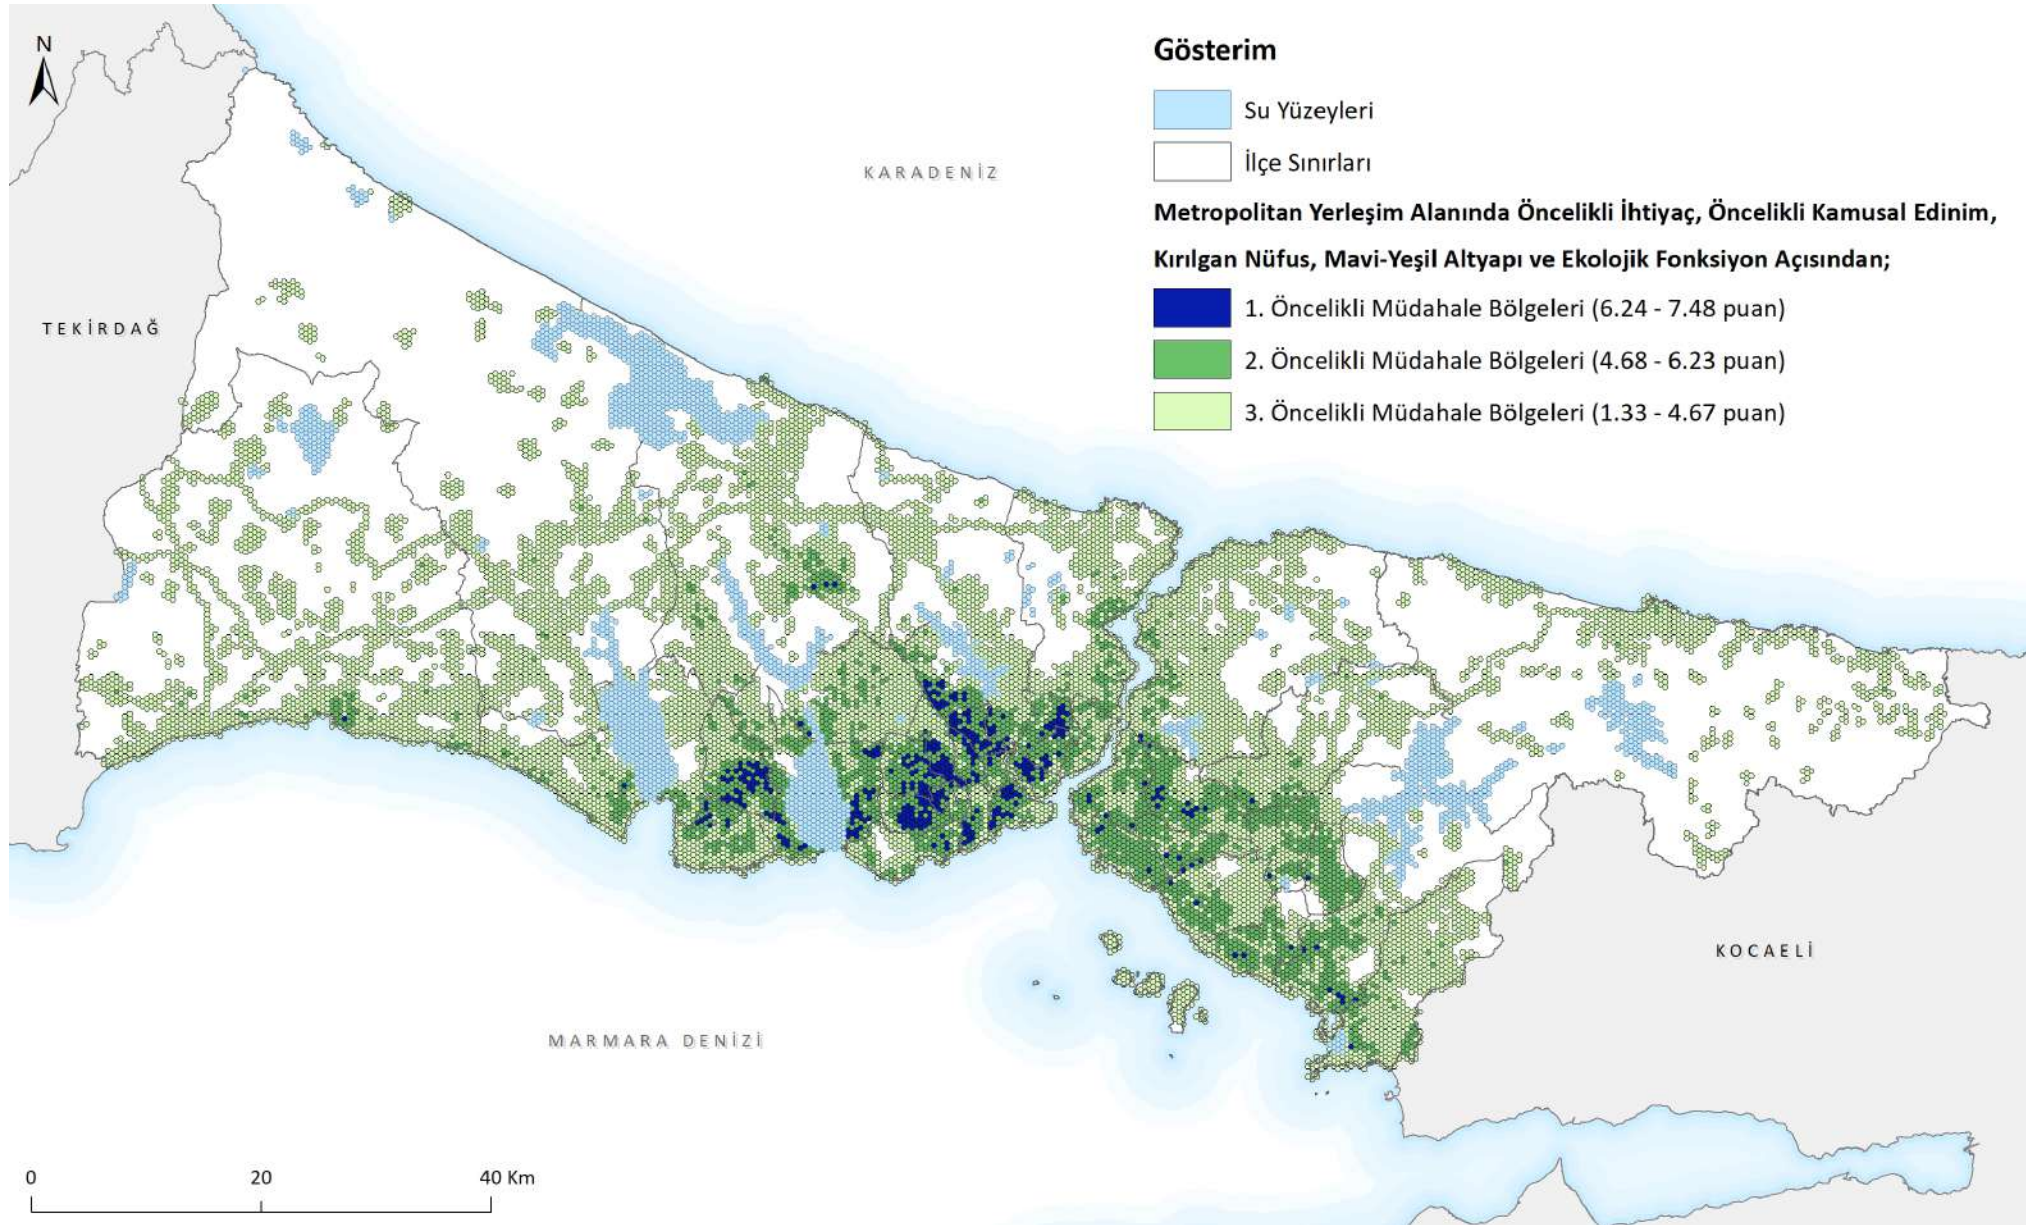 N
Gösterim
Su Yüzeyleri
İlçe Sınırları
Metropolitan Yerleşim Alanında Öncelikli İhtiyaç, Öncelikli Kamusal Edinim,
Kırılgan Nüfus, Mavi-Yeşil Altyapı ve Ekolojik Fonksiyon Açısından;
1. Öncelikli Müdahale Bölgeleri (6.24 - 7.48 puan)
2. Öncelikli Müdahale Bölgeleri (4.68 - 6.23 puan)
3. Öncelikli Müdahale Bölgeleri (1.33 - 4.67 puan)
KARADENİZ
TEKİRDAĞ
KOCAELİ
MARMARA DENİZİ
0 20 40 Km